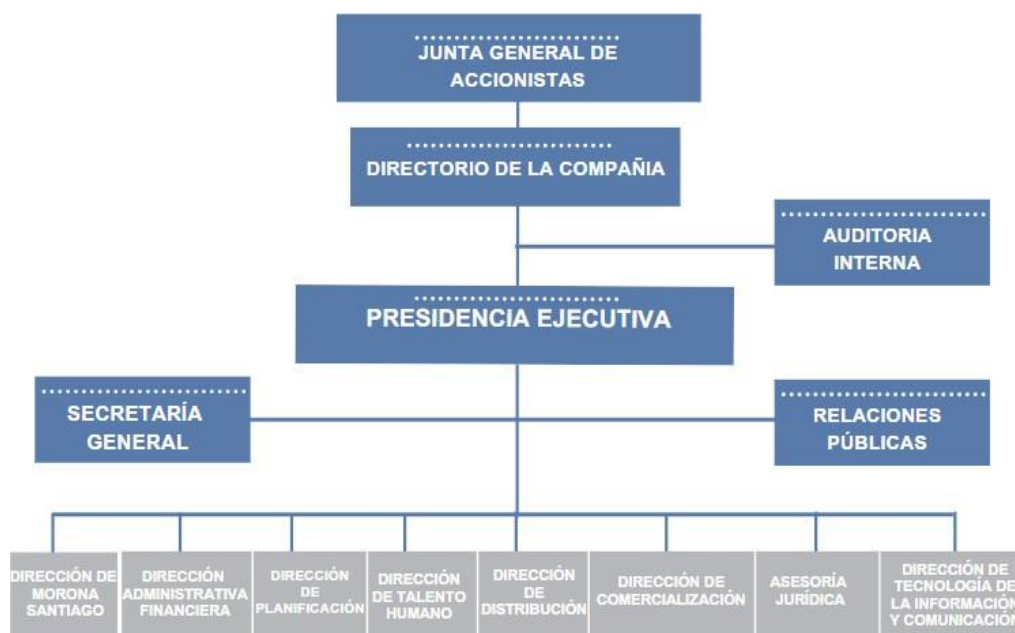 JUNTA GENERAL DE
ACCIONISTAS
DIRECTORIO DE LA COMPAÑIA
AUDITORIA
INTERNA
PRESIDENCIA EJECUTIVA
SECRETARÍA
GENERAL
RELACIONES
PÚBLICAS
DIRECCIÓN DE
MORONA
SANTIAGO
DIRECCIÓN
ADMINISTRATIVA
FINANCIERA
DIRECCIÓN
DE
PLANIFICACIÓN
DIRECCIÓN
DE TALENTO
HUMANO
DIRECCIÓN
DE
DISTRIBUCIÓN
DIRECCIÓN DE
COMERCIALIZACIÓN
ASESORÍA
JURÍDICA
DIRECCIÓN DE
TECNOLOGÍA DE
LA INFORMACIÓN
Y COMUNICACIÓN